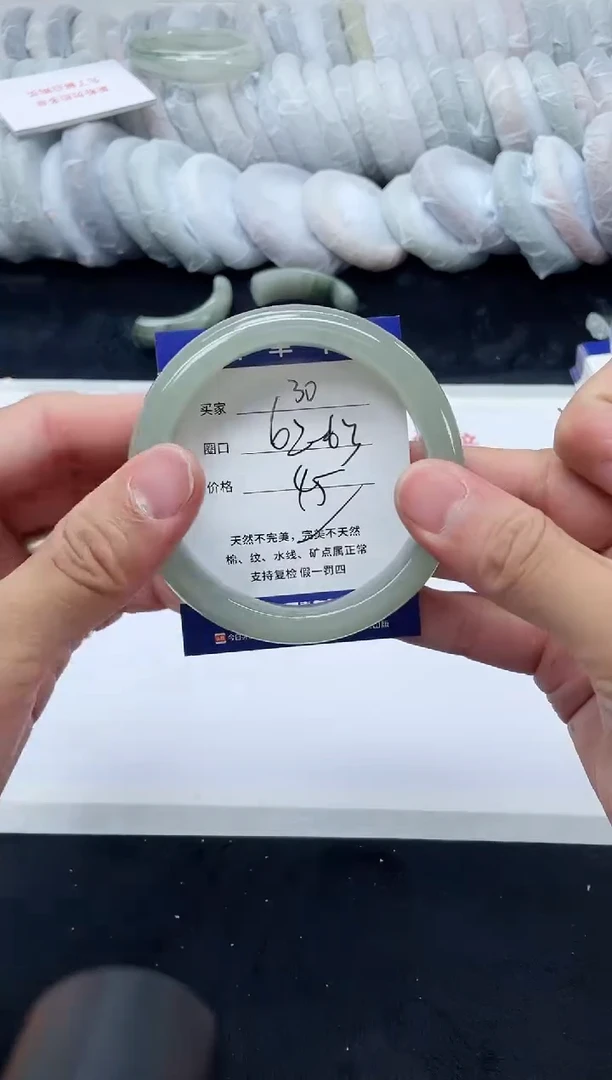 买家 30
圈口 62-63
价格 45
天然不完美，完美不天然
棉、纹、水线、矿点属正常
支持复检 假一罚四